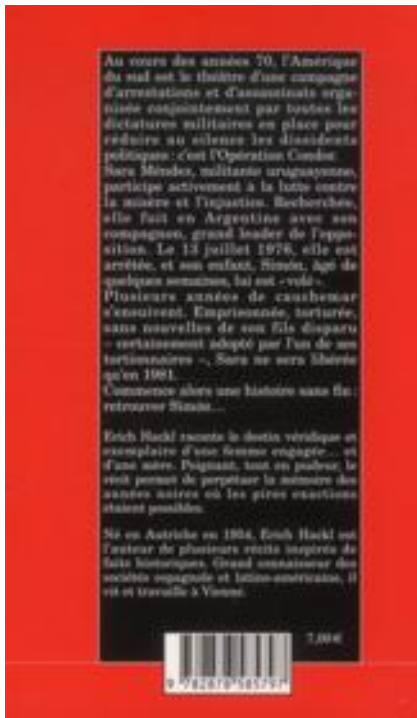 Au cours des années 70, l'Amérique
du sud est le théâtre d'une campagne
d'arrestations et d'assassinats orga-
nisée conjointement par toutes les
dictatures militaires en place pour
réduire au silence les dissidents
politiques : c'est l'Opération Condor.
Sara Méndez, militante uruguayenne,
participe activement à la lutte contre
la misère et l'injustice. Recherchée,
elle fuit en Argentine avec son
compagnon, grand leader de l'oppo-
sition. Le 13 juillet 1976, elle est
arrêtée, et son enfant, Simón, âgé de
quelques semaines, lui est « volé ».
Plusieurs années de cauchemar
s'ensuivent. Emprisonnée, torturée,
sans nouvelles de son fils disparu
– certainement adopté par l'un de ses
tortionnaires –, Sara ne sera libérée
qu'en 1981.
Commence alors une histoire sans fin :
retrouver Simón...
Erich Hackl raconte le destin véridique et
exemplaire d'une femme engagée... et
d'une mère. Poignant, tout en pudeur, le
récit permet de perpétuer la mémoire des
années noires où les pires exactions
étaient possibles.
Né en Autriche en 1954, Erich Hackl est
l'auteur de plusieurs récits inspirés de
faits historiques. Grand connaisseur des
sociétés espagnole et latino-américaine, il
vit et travaille à Vienne.
7,00 €